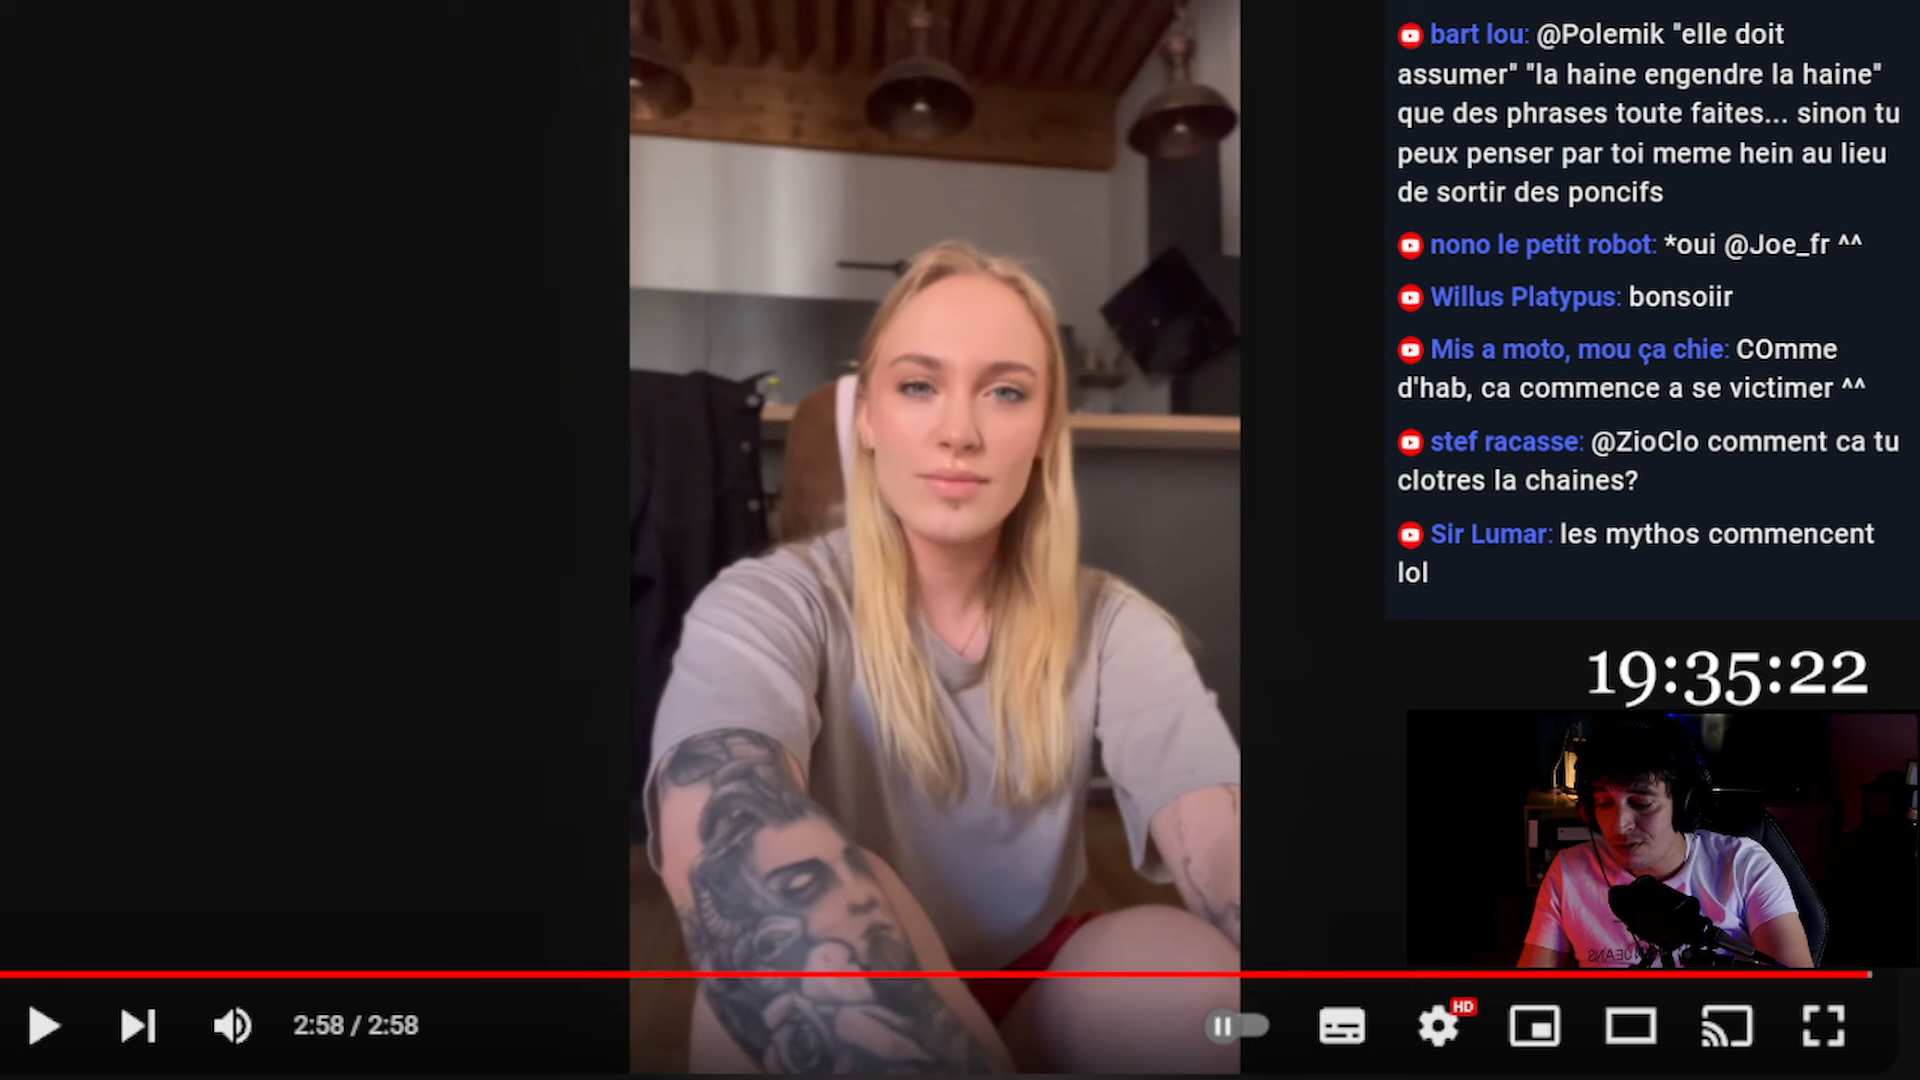 bart lou: @Polemik "elle doit
assumer" "la haine engendre la haine"
que des phrases toute faites... sinon tu
peux penser par toi meme hein au lieu
de sortir des poncifs
nono le petit robot: *oui @Joe_fr ^^
Willus Platypus: bonsoiir
Mis a moto, mou ça chie: COmme
d'hab, ca commence a se victimer ^^
stef racasse: @ZioClo comment ca tu
clotres la chaines?
Sir Lumar: les mythos commencent
lol
19:35:22
2:58 / 2:58
HD